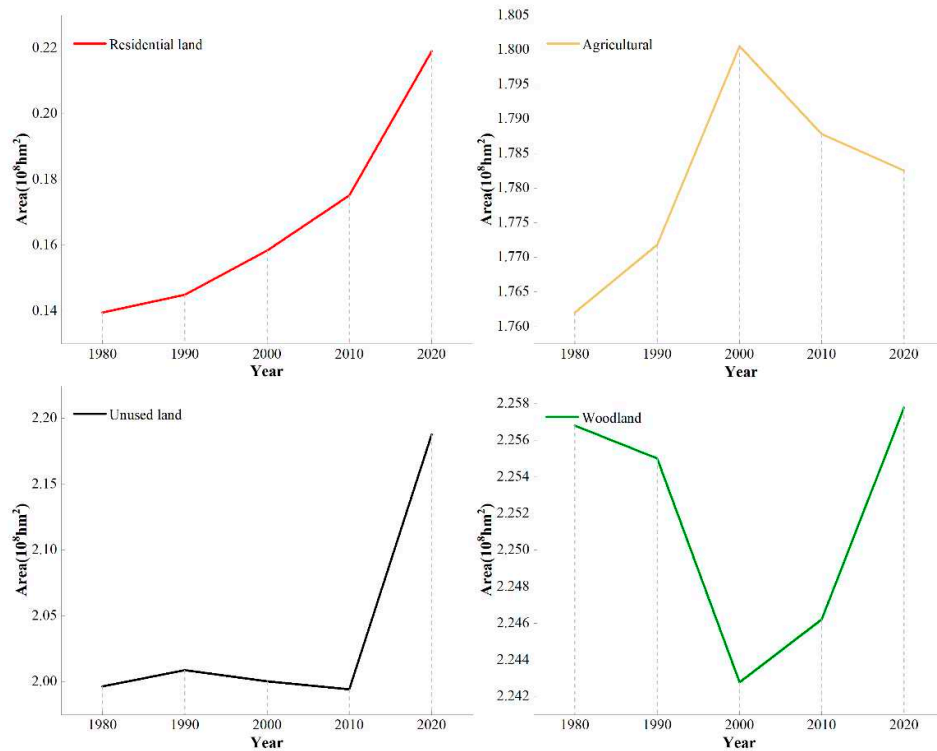 Residential land
0.22
0.20
0.18
0.16
0.14
Area(10⁸hm²)
1980 1990 2000 2010 2020
Year
Agricultural
1.805
1.800
1.795
1.790
1.785
1.780
1.775
1.770
1.765
1.760
Area(10⁸hm²)
1980 1990 2000 2010 2020
Year
Unused land
2.20
2.15
2.10
2.05
2.00
Area(10⁸hm²)
1980 1990 2000 2010 2020
Year
Woodland
2.258
2.256
2.254
2.252
2.250
2.248
2.246
2.244
2.242
Area(10⁸hm²)
1980 1990 2000 2010 2020
Year